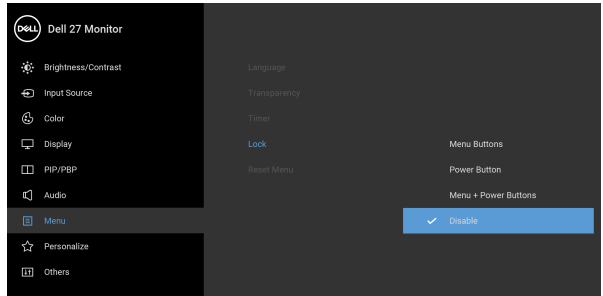 DELL Dell 27 Monitor
Brightness/Contrast
Input Source
Color
Display
PIP/PBP
Audio
Menu
Personalize
Others
Language
Transparency
Timer
Lock
Reset Menu
Menu Buttons
Power Button
Menu + Power Buttons
Disable